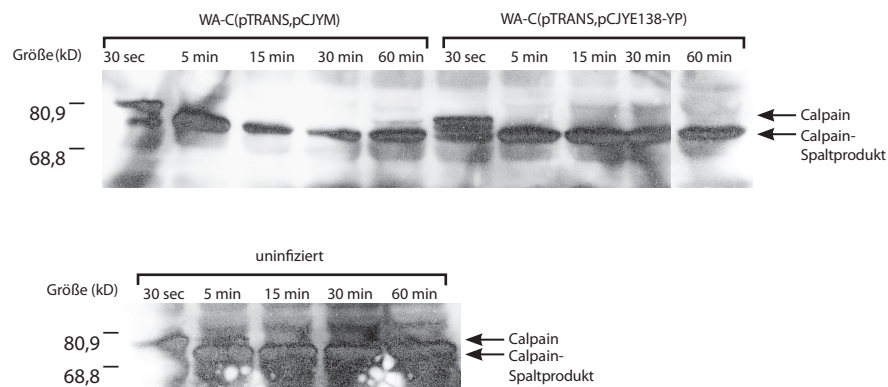 WA-C(pTRANS,pCJYM) WA-C(pTRANS,pCJYE138-YP)
Größe(kD) 30 sec 5 min 15 min 30 min 60 min 30 sec 5 min 15 min 30 min 60 min
80,9
Calpain
Calpain-
68,8
Spaltprodukt
uninfiziert
Größe (kD) 30 sec 5 min 15 min 30 min 60 min
80,9
Calpain
Calpain-
68,8
Spaltprodukt